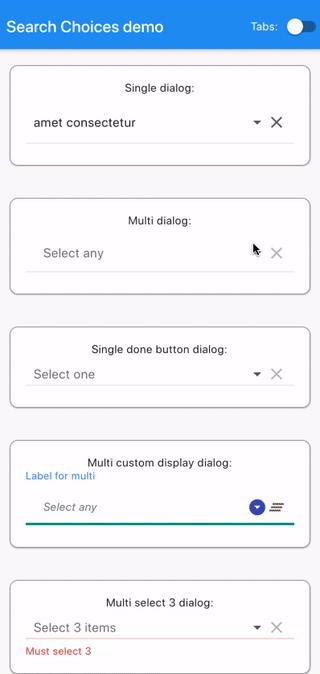 Search Choices demo
Tabs:
Single dialog:
amet consectetur
Multi dialog:
Select any
Single done button dialog:
Select one
Multi custom display dialog:
Label for multi
Select any
Multi select 3 dialog:
Select 3 items
Must select 3